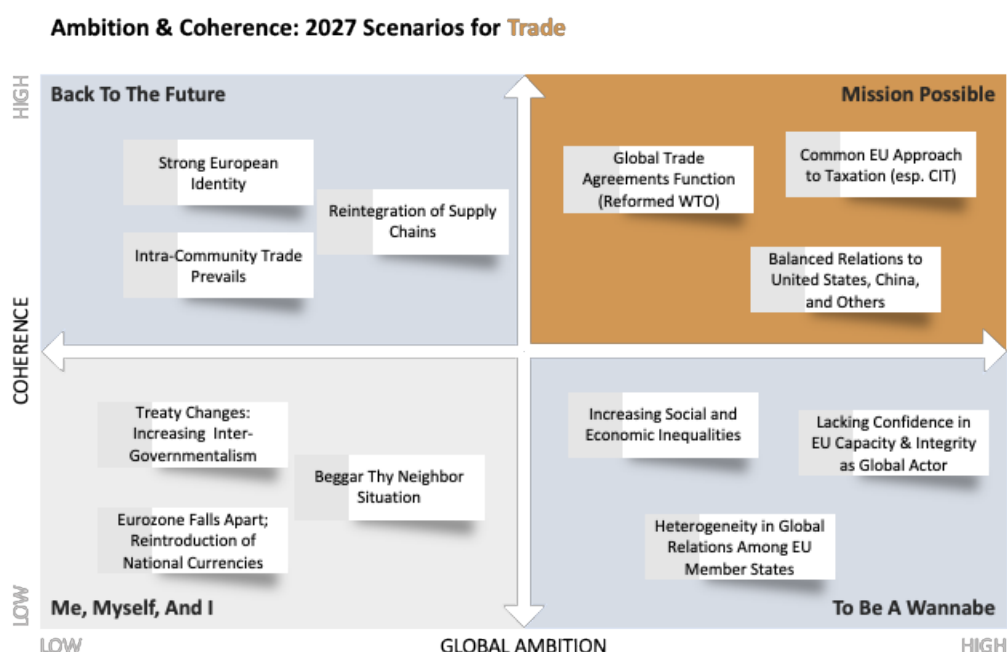 Ambition & Coherence: 2027 Scenarios for Trade
HIGH
Back To The Future
Mission Possible
Strong European
Identity
Reintegration of Supply
Chains
Intra-Community Trade
Prevails
Global Trade
Agreements Function
(Reformed WTO)
Common EU Approach
to Taxation (esp. CIT)
Balanced Relations to
United States, China,
and Others
COHERENCE
Treaty Changes:
Increasing Inter-
Governmentalism
Beggar Thy Neighbor
Situation
Eurozone Falls Apart;
Reintroduction of
National Currencies
Increasing Social and
Economic Inequalities
Lacking Confidence in
EU Capacity & Integrity
as Global Actor
Heterogeneity in Global
Relations Among EU
Member States
LOW
Me, Myself, And I
To Be A Wannabe
LOW
GLOBAL AMBITION
HIGH